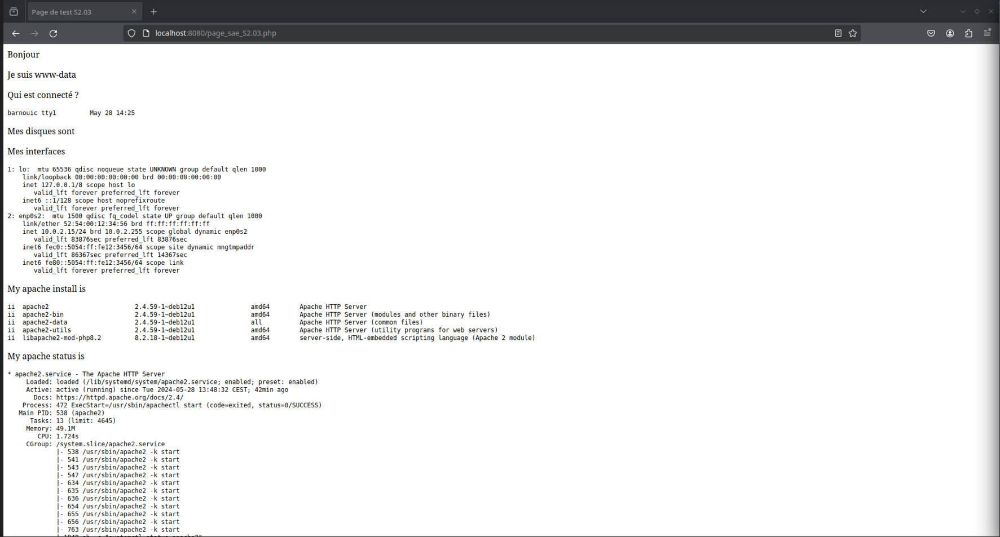 Page de test S2.03
localhost:8080/page_sae_S2.03.php
Bonjour
Je suis www-data
Qui est connecté ?
barnouic tty1         May 28 14:25
Mes disques sont
Mes interfaces
1: lo:  mtu 65536 qdisc noqueue state UNKNOWN group default qlen 1000
    link/loopback 00:00:00:00:00:00 brd 00:00:00:00:00:00
    inet 127.0.0.1/8 scope host lo
       valid_lft forever preferred_lft forever
    inet6 ::1/128 scope host noprefixroute
       valid_lft forever preferred_lft forever
2: enp0s2:  mtu 1500 qdisc fq_codel state UP group default qlen 1000
    link/ether 52:54:00:12:34:56 brd ff:ff:ff:ff:ff:ff
    inet 10.0.2.15/24 brd 10.0.2.255 scope global dynamic enp0s2
       valid_lft 83876sec preferred_lft 83876sec
    inet6 fec0::5054:ff:fe12:3456/64 scope site dynamic mngtmpaddr
       valid_lft 86367sec preferred_lft 14367sec
    inet6 fe80::5054:ff:fe12:3456/64 scope link
       valid_lft forever preferred_lft forever
My apache install is
ii  apache2                       2.4.59-1~deb12u1               amd64        Apache HTTP Server
ii  apache2-bin                   2.4.59-1~deb12u1               amd64        Apache HTTP Server (modules and other binary files)
ii  apache2-data                  2.4.59-1~deb12u1               all          Apache HTTP Server (common files)
ii  apache2-utils                 2.4.59-1~deb12u1               amd64        Apache HTTP Server (utility programs for web servers)
ii  libapache2-mod-php8.2         8.2.18-1~deb12u1               amd64        server-side, HTML-embedded scripting language (Apache 2 module)
My apache status is
* apache2.service - The Apache HTTP Server
     Loaded: loaded (/lib/systemd/system/apache2.service; enabled; preset: enabled)
     Active: active (running) since Tue 2024-05-28 13:48:32 CEST; 42min ago
       Docs: https://httpd.apache.org/docs/2.4/
    Process: 472 ExecStart=/usr/sbin/apachectl start (code=exited, status=0/SUCCESS)
   Main PID: 538 (apache2)
      Tasks: 13 (limit: 4645)
     Memory: 49.1M
        CPU: 1.724s
     CGroup: /system.slice/apache2.service
             |- 538 /usr/sbin/apache2 -k start
             |- 541 /usr/sbin/apache2 -k start
             |- 543 /usr/sbin/apache2 -k start
             |- 547 /usr/sbin/apache2 -k start
             |- 634 /usr/sbin/apache2 -k start
             |- 635 /usr/sbin/apache2 -k start
             |- 636 /usr/sbin/apache2 -k start
             |- 654 /usr/sbin/apache2 -k start
             |- 655 /usr/sbin/apache2 -k start
             |- 656 /usr/sbin/apache2 -k start
             |- 763 /usr/sbin/apache2 -k start